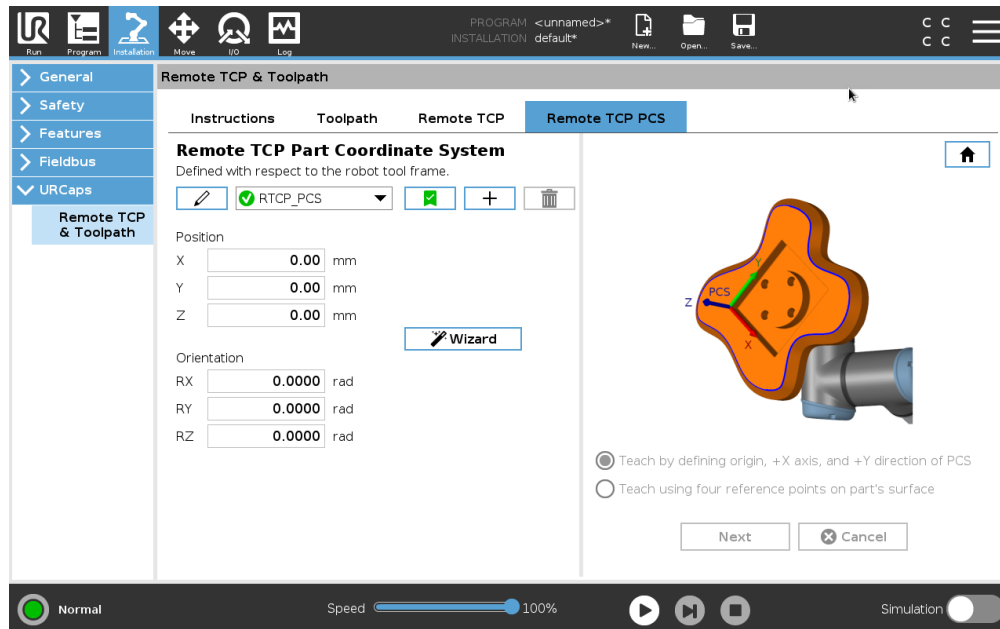 UR
PROGRAM <unnamed>*
INSTALLATION default*
Run Program Installation Move I/O Log New... Open... Save...
C C
C C
General
Safety
Features
Fieldbus
URCaps
Remote TCP
& Toolpath
Remote TCP & Toolpath
Instructions Toolpath Remote TCP Remote TCP PCS
Remote TCP Part Coordinate System
Defined with respect to the robot tool frame.
RTCP_PCS
Position
X 0.00 mm
Y 0.00 mm
Z 0.00 mm
Wizard
Orientation
RX 0.0000 rad
RY 0.0000 rad
RZ 0.0000 rad
Y
PCS
Z
X
Teach by defining origin, +X axis, and +Y direction of PCS
Teach using four reference points on part's surface
Next Cancel
Normal Speed 100% Simulation